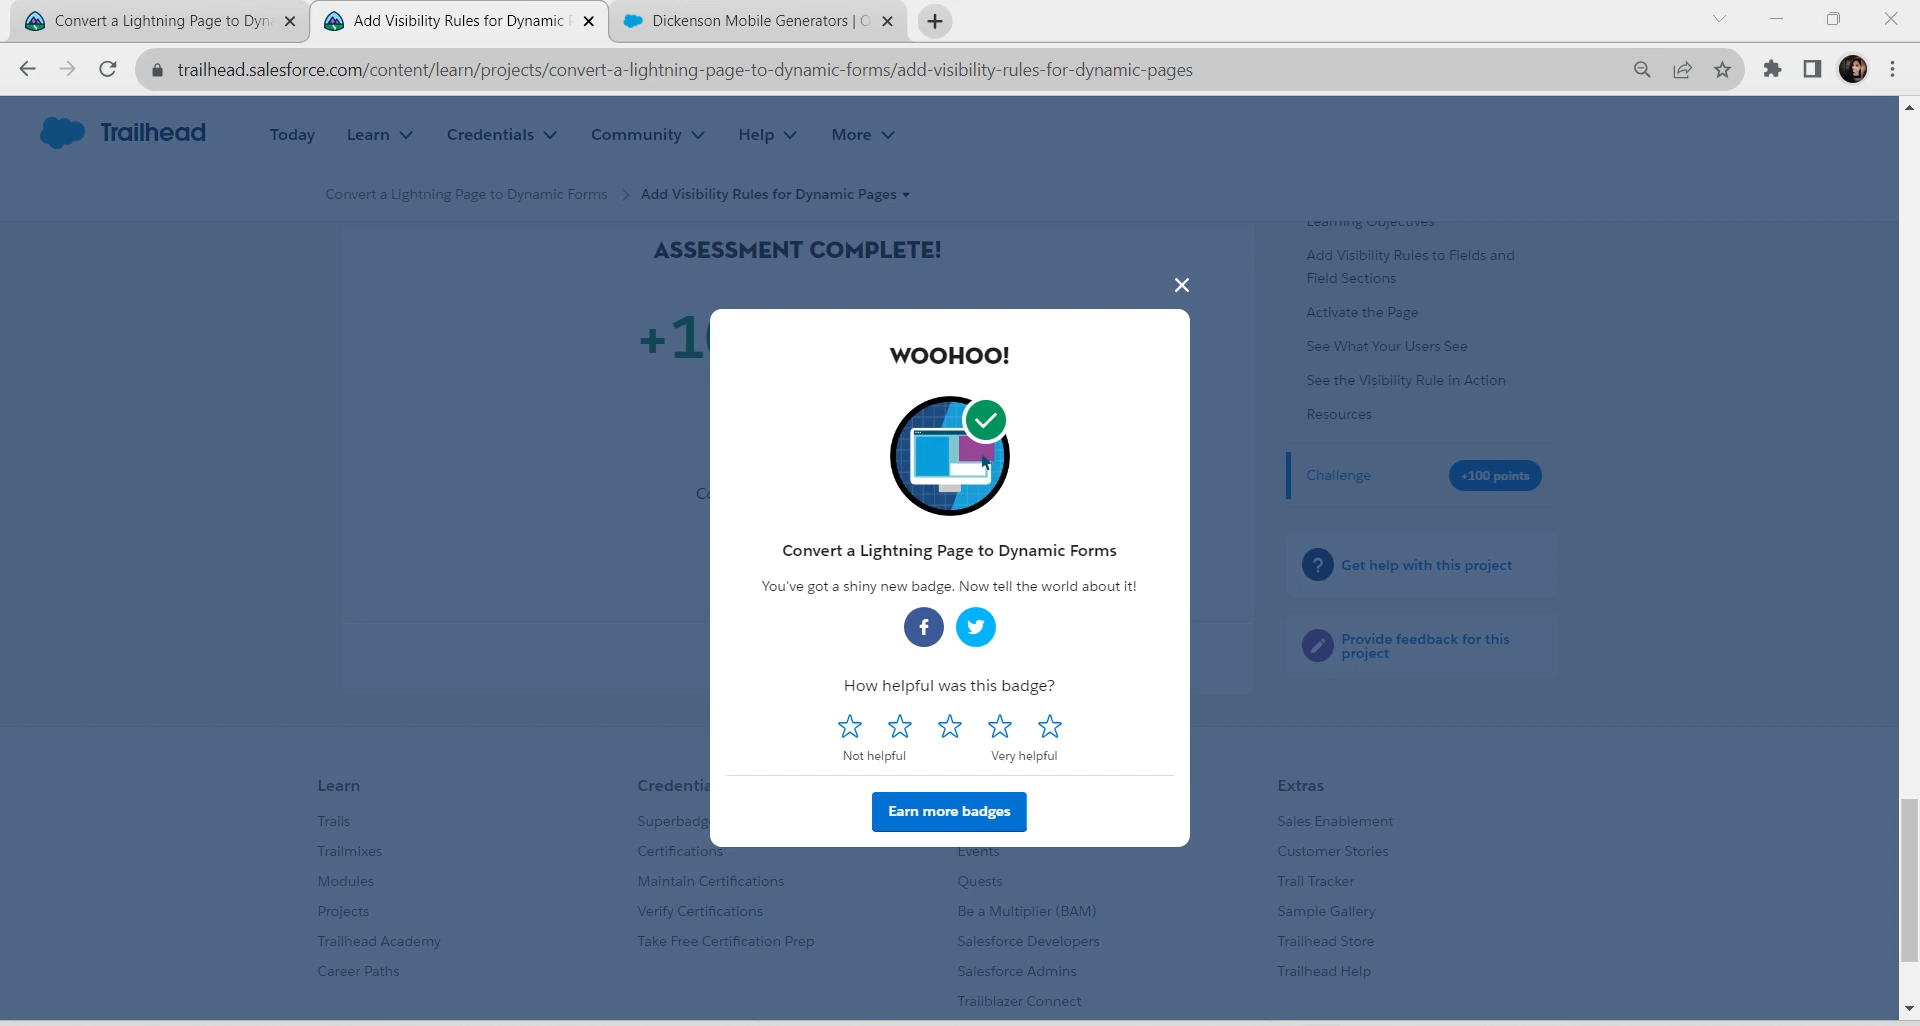 Convert a Lightning Page to Dyn
Add Visibility Rules for Dynamic
Dickenson Mobile Generators |
trailhead.salesforce.com/content/learn/projects/convert-a-lightning-page-to-dynamic-forms/add-visibility-rules-for-dynamic-pages
Trailhead
Today
Learn
Credentials
Community
Help
More
Convert a Lightning Page to Dynamic Forms > Add Visibility Rules for Dynamic Pages
ASSESSMENT COMPLETE!
+10
Learning Objectives
Add Visibility Rules to Fields and
Field Sections
Activate the Page
See What Your Users See
See the Visibility Rule in Action
Resources
Challenge
+100 points
Get help with this project
Provide feedback for this
project
WOOHOO!
Convert a Lightning Page to Dynamic Forms
You've got a shiny new badge. Now tell the world about it!
How helpful was this badge?
Not helpful
Very helpful
Earn more badges
Learn
Trails
Trailmixes
Modules
Projects
Trailhead Academy
Career Paths
Credentia
Superbadg
Certifications
Maintain Certifications
Verify Certifications
Take Free Certification Prep
Events
Quests
Be a Multiplier (BAM)
Salesforce Developers
Salesforce Admins
Trailblazer Connect
Extras
Sales Enablement
Customer Stories
Trail Tracker
Sample Gallery
Trailhead Store
Trailhead Help